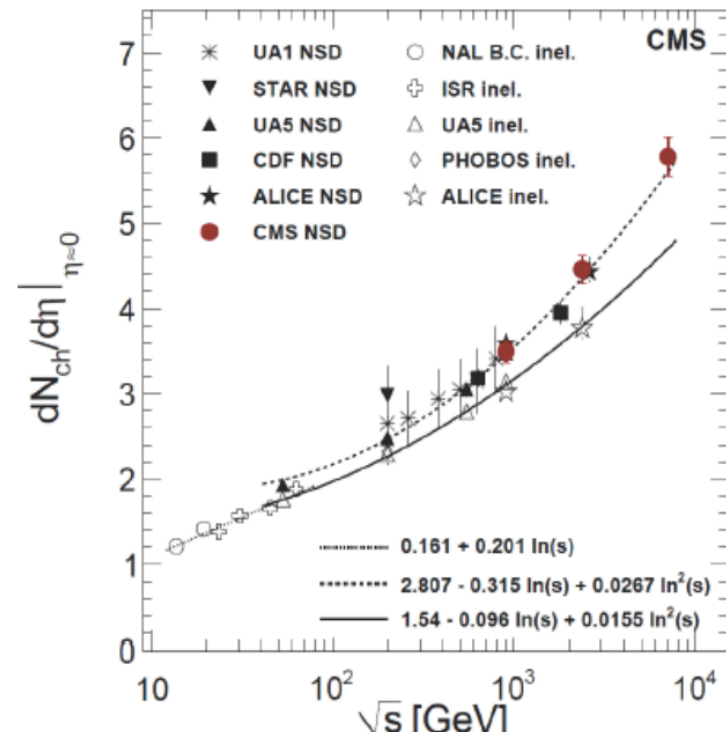 CMS
UA1 NSD
NAL B.C. inel.
STAR NSD
ISR inel.
UA5 NSD
UA5 inel.
CDF NSD
PHOBOS inel.
ALICE NSD
ALICE inel.
CMS NSD
7
6
5
4
3
2
1
0
dN_ch/dη|_η≈0
0.161 + 0.201 ln(s)
2.807 - 0.315 ln(s) + 0.0267 ln²(s)
1.54 - 0.096 ln(s) + 0.0155 ln²(s)
10 10² 10³ 10⁴
√s [GeV]